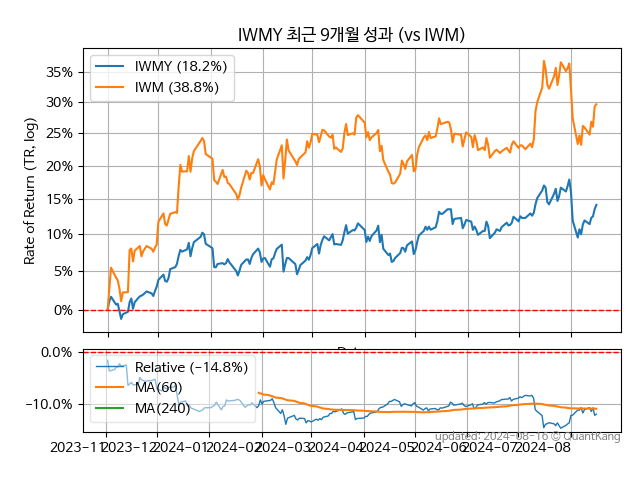 IWMY 최근 9개월 성과 (vs IWM)
IWMY (18.2%)
IWM (38.8%)
Rate of Return (TR, log)
35%
30%
25%
20%
15%
10%
5%
0%
0.0%
-10.0%
Relative (-14.8%)
MA(60)
MA(240)
updated: 2024-08-16 © QuantKang
2023-11 2023-12 2024-01 2024-02 2024-03 2024-04 2024-05 2024-06 2024-07 2024-08